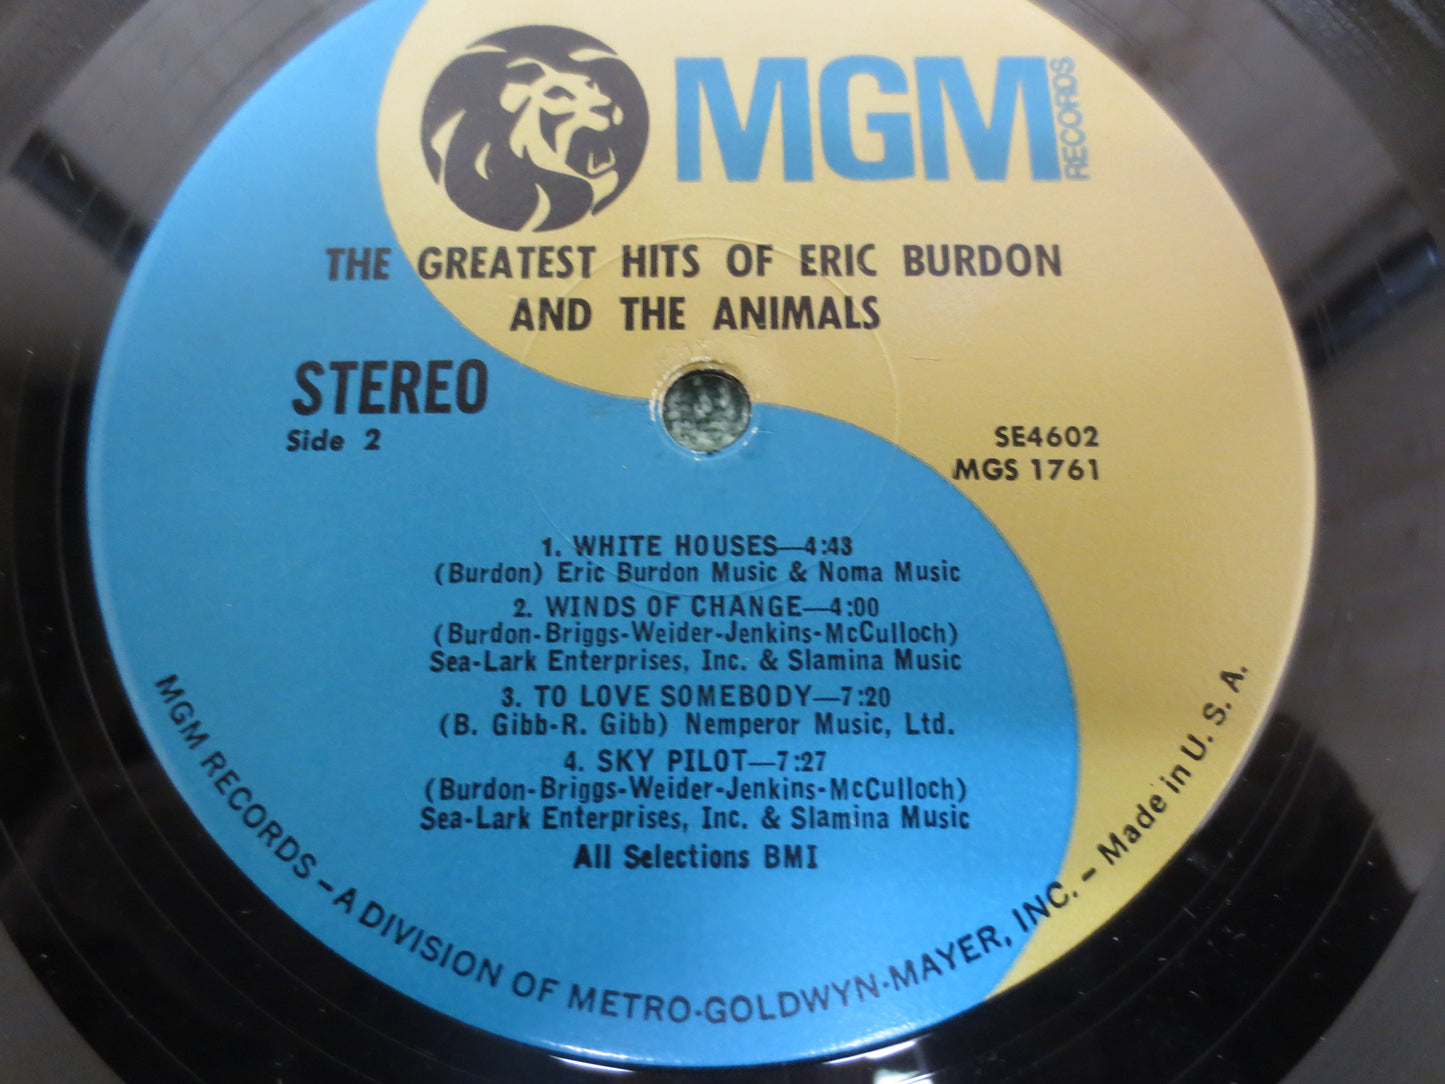 MGM
RECORDS
THE GREATEST HITS OF ERIC BURDON
AND THE ANIMALS
STEREO
Side 2
SE4602
MGS 1761
1. WHITE HOUSES—4:43
(Burdon) Eric Burdon Music & Noma Music
2. WINDS OF CHANGE—4:00
(Burdon-Briggs-Weider-Jenkins-McCulloch)
Sea-Lark Enterprises, Inc. & Slamina Music
3. TO LOVE SOMEBODY—7:20
(B. Gibb-R. Gibb) Nemperor Music, Ltd.
4. SKY PILOT—7:27
(Burdon-Briggs-Weider-Jenkins-McCulloch)
Sea-Lark Enterprises, Inc. & Slamina Music
All Selections BMI
MGM RECORDS – A DIVISION OF METRO-GOLDWYN-MAYER, INC. – Made in U. S. A.